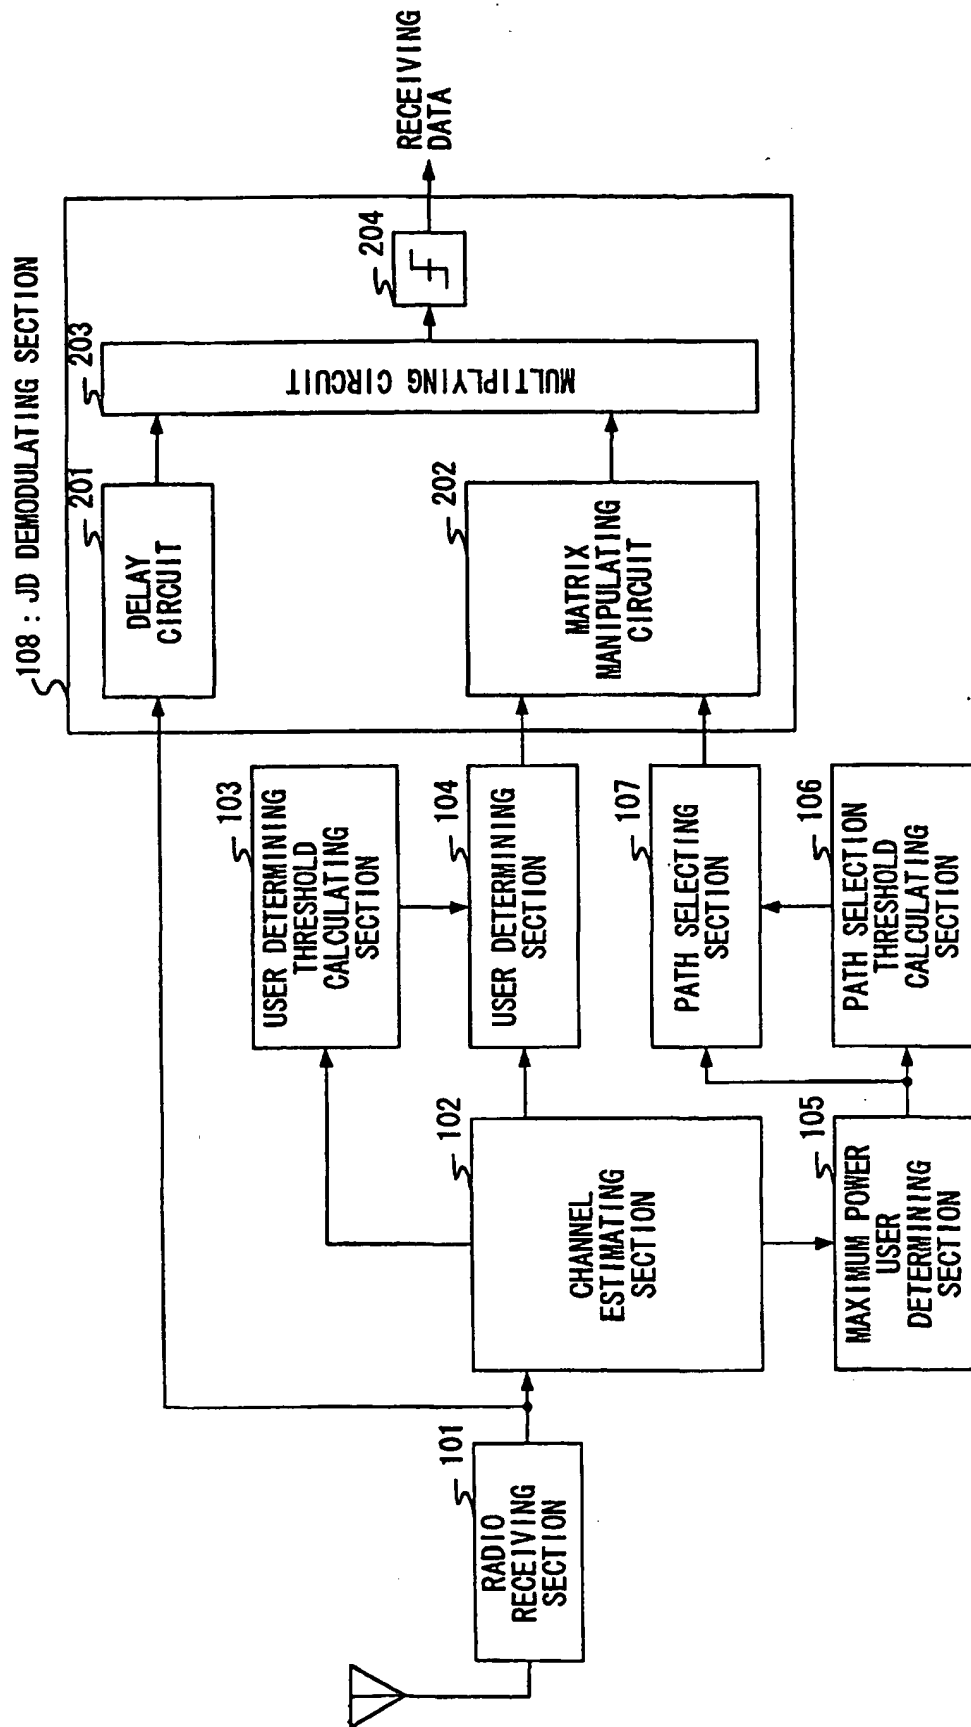 108 : JD DEMODULATING SECTION
201
DELAY
CIRCUIT
203
MULTIPLYING CIRCUIT
204
RECEIVING
DATA
103
USER DETERMINING
THRESHOLD
CALCULATING
SECTION
104
USER DETERMINING
SECTION
202
MATRIX
MANIPULATING
CIRCUIT
101
RADIO
RECEIVING
SECTION
102
CHANNEL
ESTIMATING
SECTION
107
PATH SELECTING
SECTION
105
MAXIMUM POWER
USER
DETERMINING
SECTION
106
PATH SELECTION
THRESHOLD
CALCULATING
SECTION